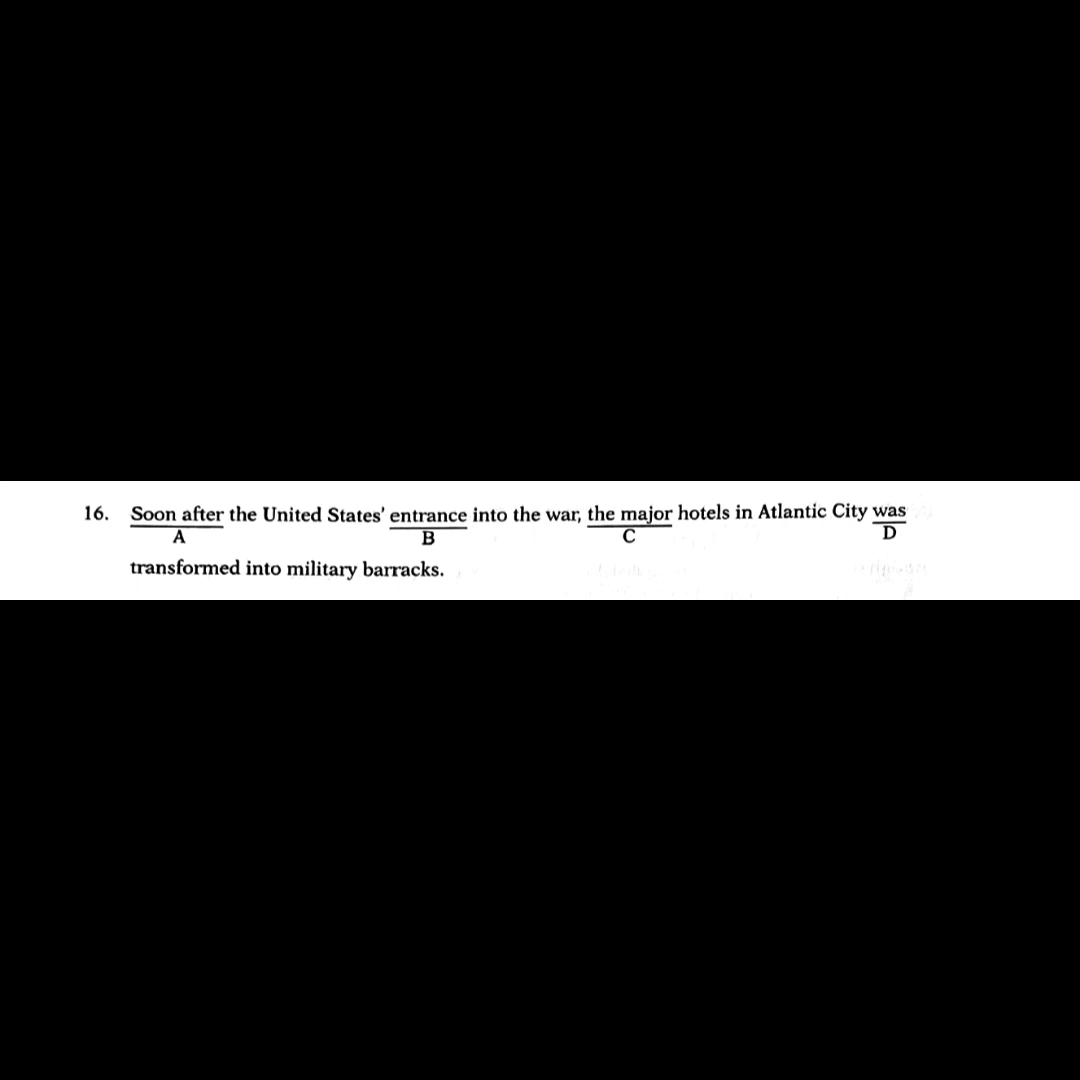 16. Soon after the United States' entrance into the war, the major hotels in Atlantic City was
A B C D
transformed into military barracks.